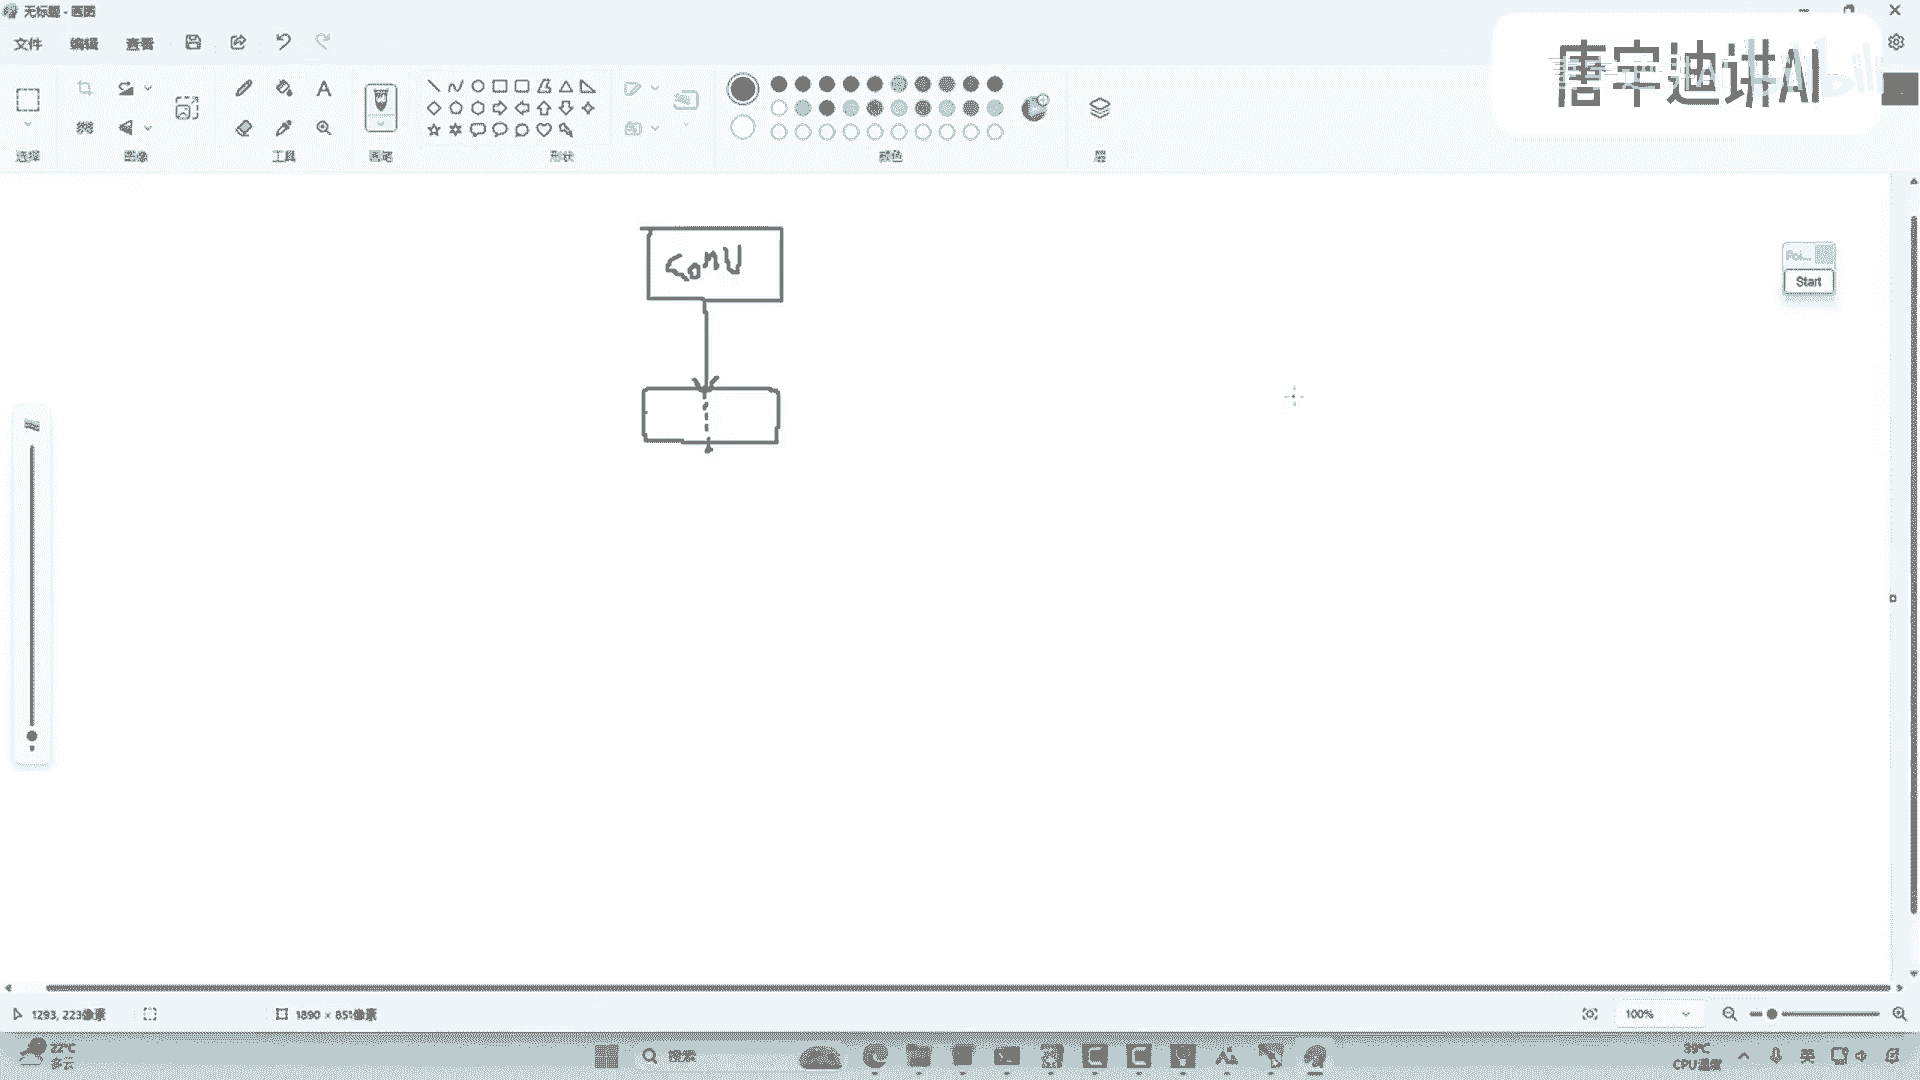 无标题 - 画图
文件 编辑 查看
唐宇迪讲AI
选择 图像 工具 画笔 形状 颜色 层
Conv
Poi...
Start
1293, 223像素
1890 × 851像素
100%
22°C
多云
搜索
39°C
CPU温度
英